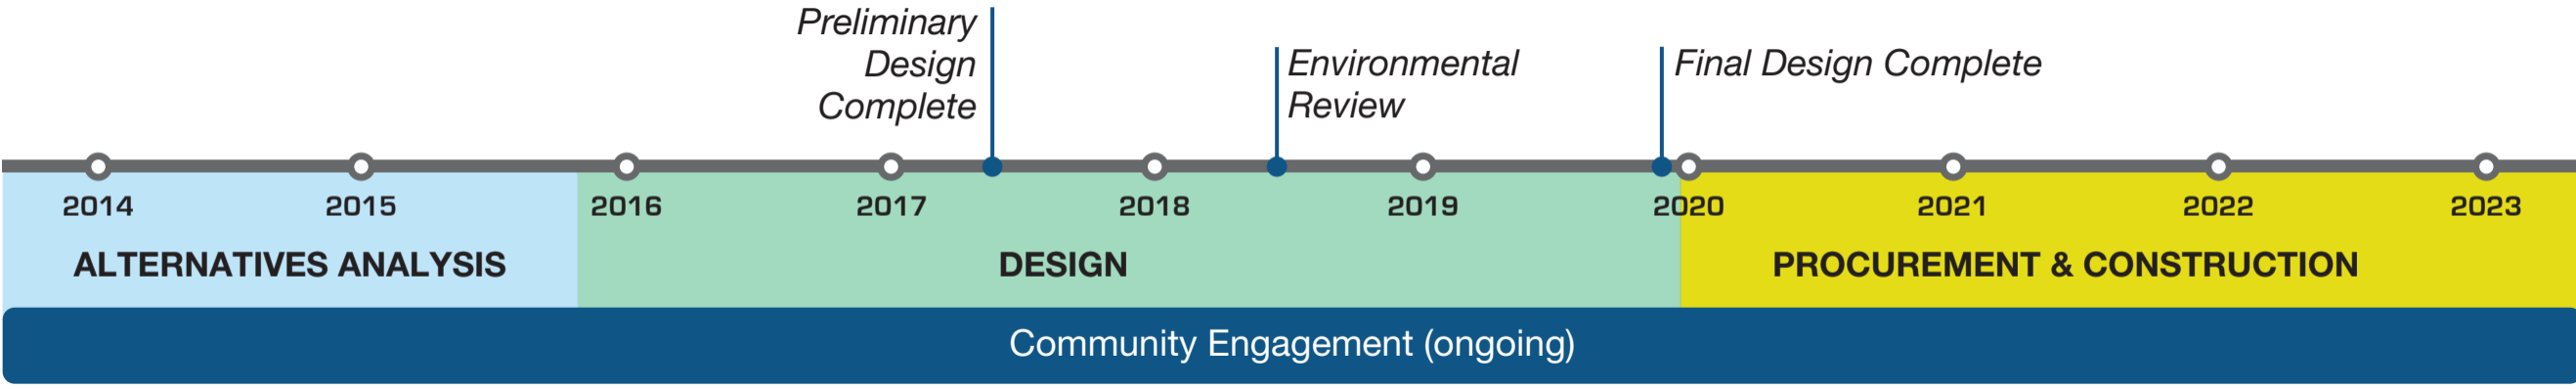 Preliminary
Design
Complete
Environmental
Review
Final Design Complete
2014 2015 2016 2017 2018 2019 2020 2021 2022 2023
ALTERNATIVES ANALYSIS DESIGN PROCUREMENT & CONSTRUCTION
Community Engagement (ongoing)